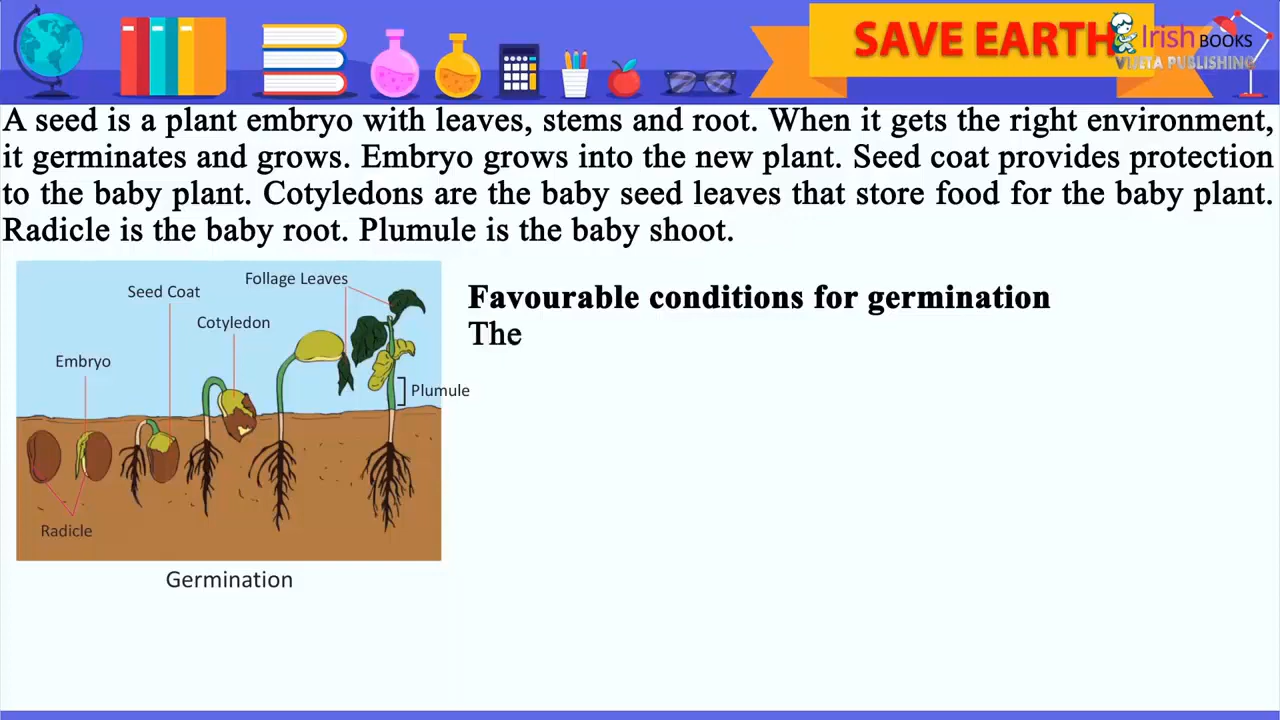 SAVE EARTH
Irish BOOKS
VIJETA PUBLISHING
A seed is a plant embryo with leaves, stems and root. When it gets the right environment,
it germinates and grows. Embryo grows into the new plant. Seed coat provides protection
to the baby plant. Cotyledons are the baby seed leaves that store food for the baby plant.
Radicle is the baby root. Plumule is the baby shoot.
Follage Leaves
Seed Coat
Cotyledon
Embryo
Plumule
Radicle
Germination
Favourable conditions for germination
The